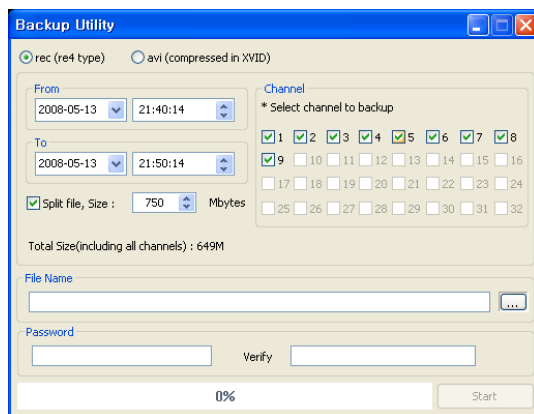 Backup Utility
rec (re4 type) avi (compressed in XVID)
From
2008-05-13 21:40:14
To
2008-05-13 21:50:14
Split file, Size : 750 Mbytes
Total Size(including all channels) : 649M
Channel
* Select channel to backup
1 2 3 4 5 6 7 8
9 10 11 12 13 14 15 16
17 18 19 20 21 22 23 24
25 26 27 28 29 30 31 32
File Name
...
Password
Verify
0% Start